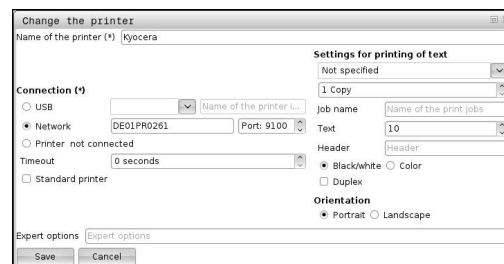 Change the printer
Name of the printer (*) Kyocera
Connection (*)
USB Name of the printer i...
Network DE01PR0261 Port: 9100
Printer not connected
Timeout 0 seconds
Standard printer
Settings for printing of text
Not specified
1 Copy
Job name Name of the print jobs
Text 10
Header Header
Black/white Color
Duplex
Orientation
Portrait Landscape
Expert options Expert options
Save Cancel